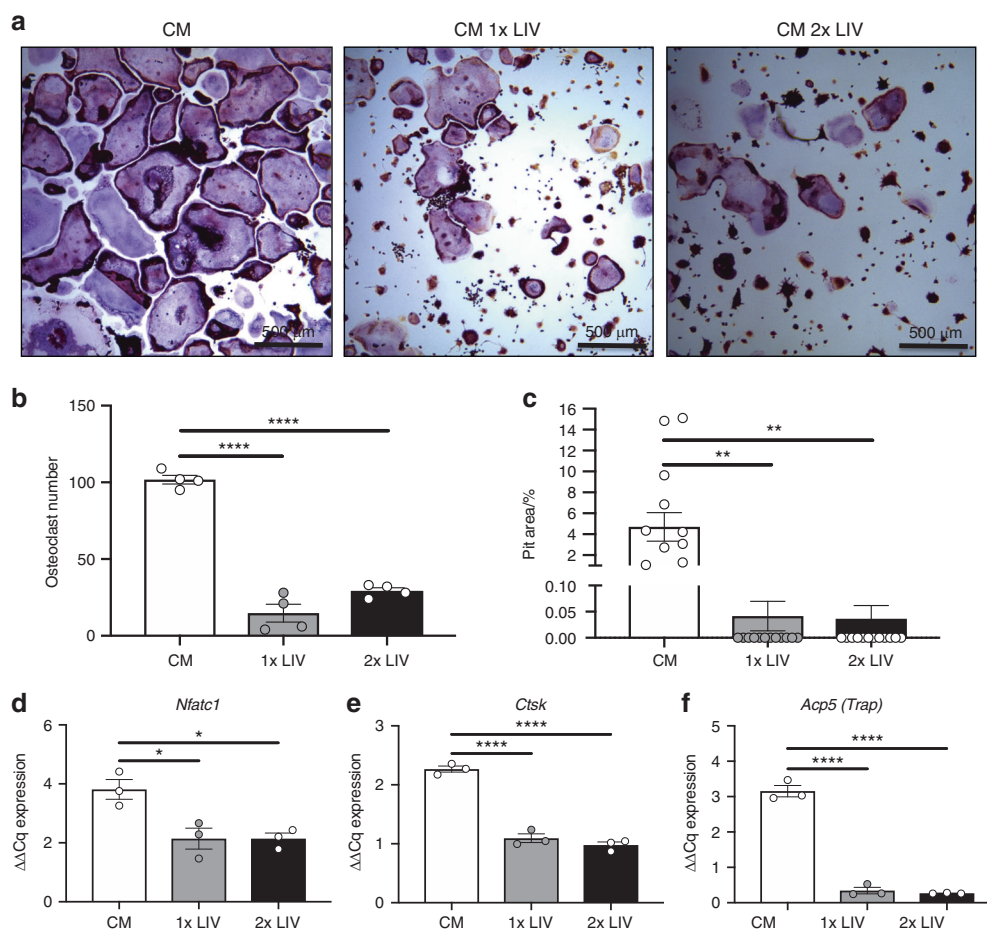 a
CM
CM 1x LIV
CM 2x LIV
500 μm
500 μm
500 μm
b
Osteoclast number
150
100
50
0
****
****
CM
1x LIV
2x LIV
c
Pit area/%
16
14
12
10
8
6
4
2
0.10
0.05
0.00
**
**
CM
1x LIV
2x LIV
d
Nfatc1
ΔΔCq expression
6
4
2
0
*
*
CM
1x LIV
2x LIV
e
Ctsk
ΔΔCq expression
3
2
1
0
****
****
CM
1x LIV
2x LIV
f
Acp5 (Trap)
ΔΔCq expression
5
4
3
2
1
0
****
****
CM
1x LIV
2x LIV